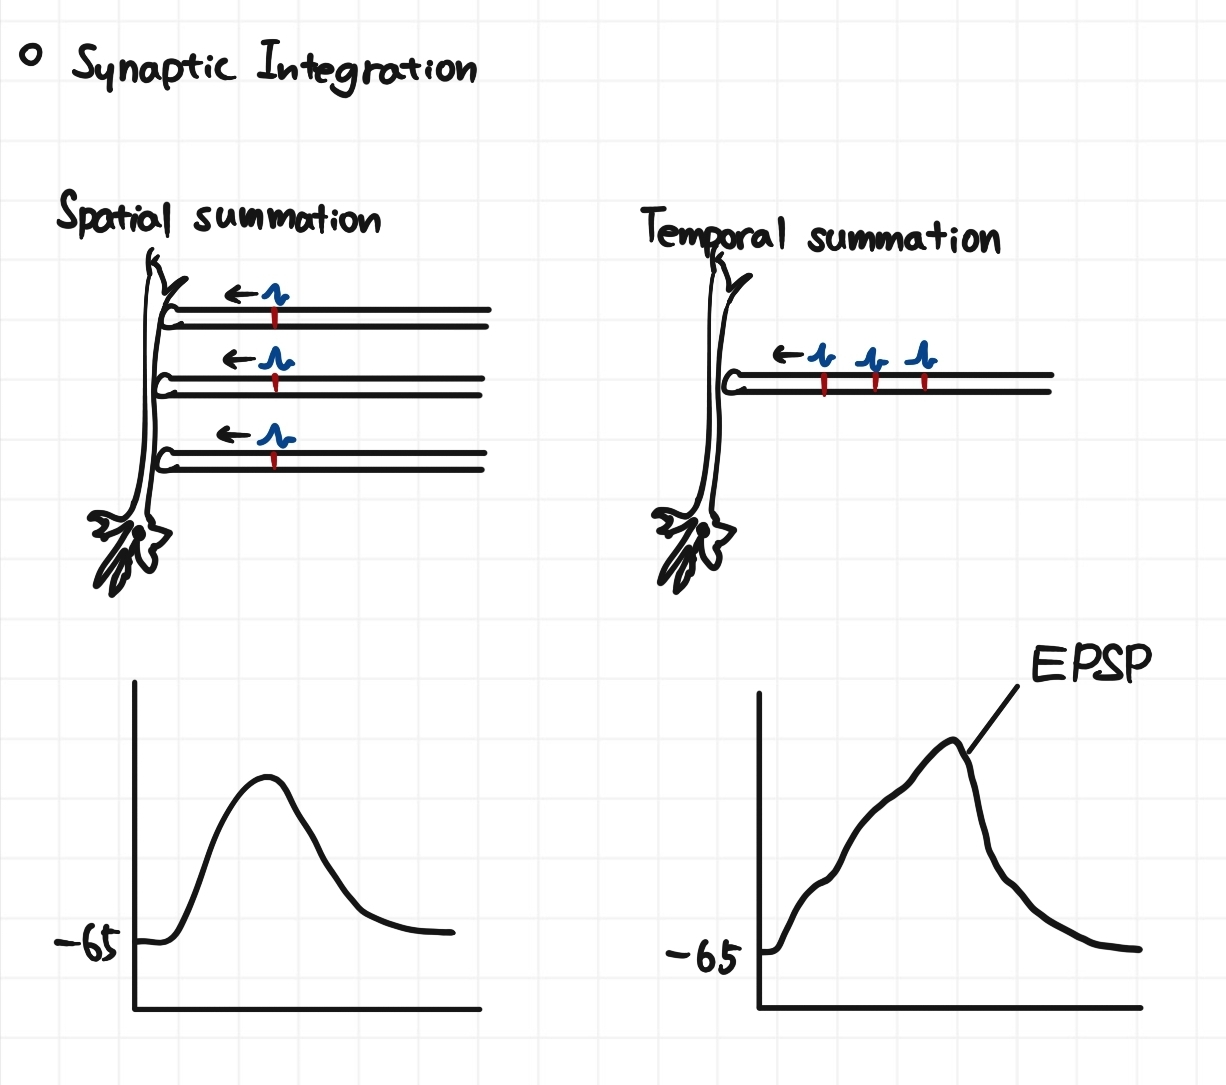 Synaptic Integration
Spatial summation
Temporal summation
EPSP
-65
-65